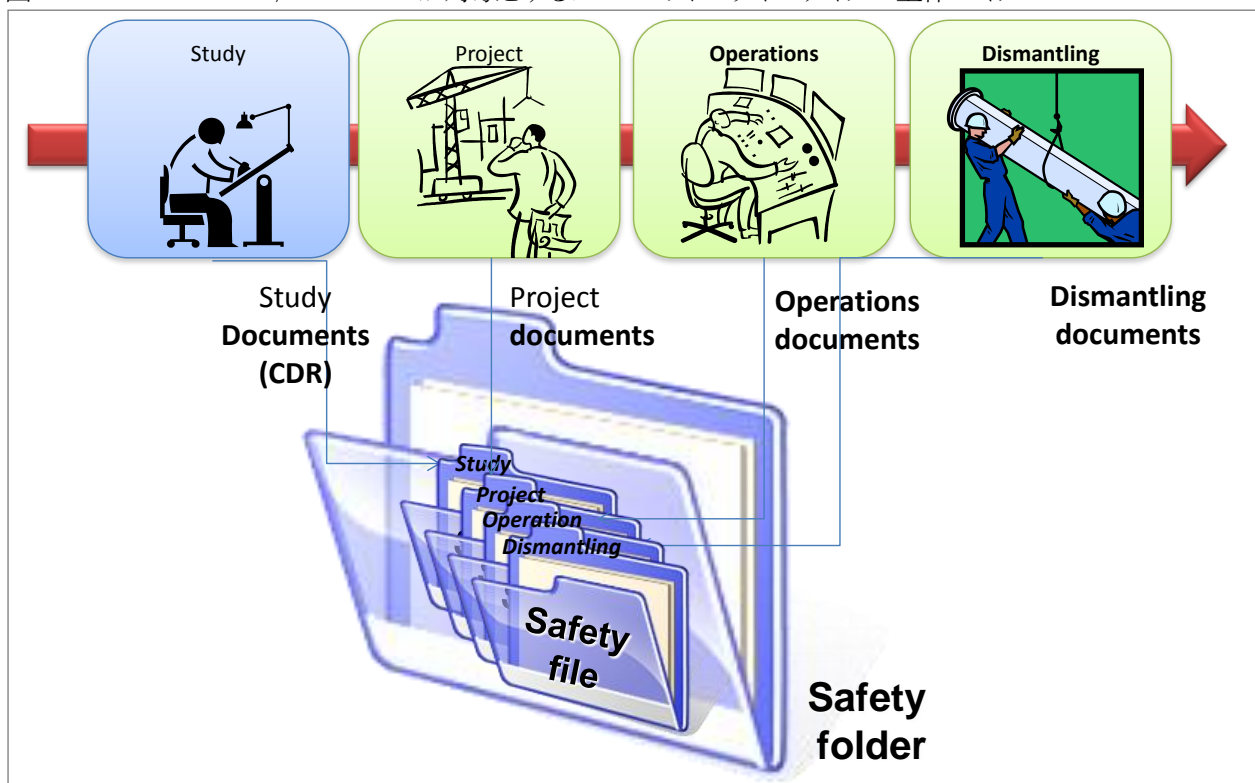 Study
Project
Operations
Dismantling
Study
Documents
(CDR)
Project
documents
Operations
documents
Dismantling
documents
Study
Project
Operation
Dismantling
Safety
file
Safety
folder